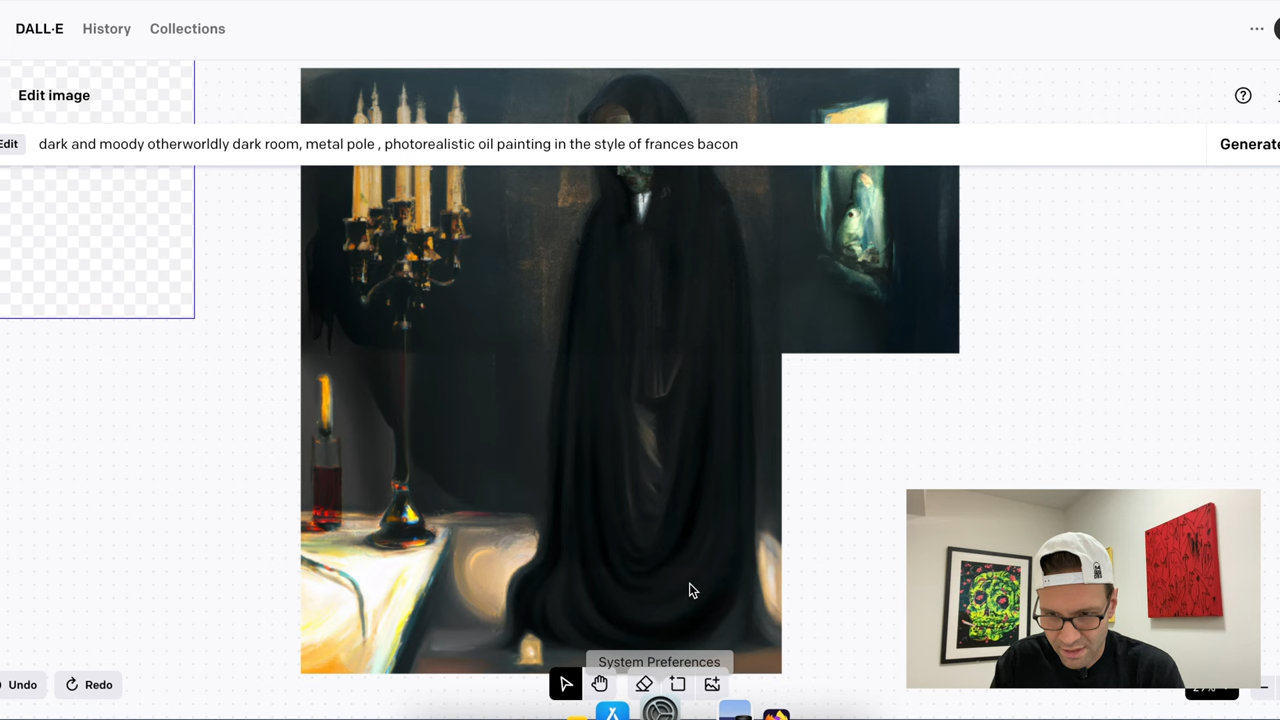 DALL·E History Collections
Edit image
Edit dark and moody otherworldly dark room, metal pole , photorealistic oil painting in the style of frances bacon Generate
System Preferences
Undo Redo